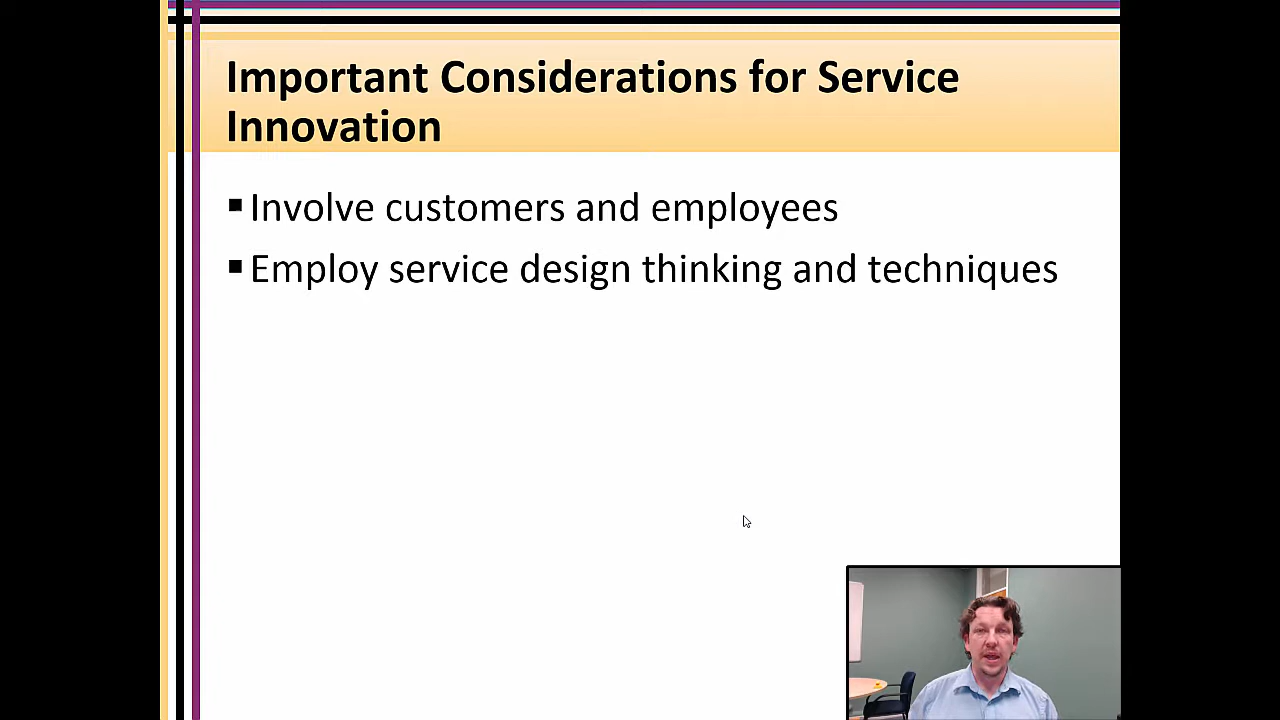 Important Considerations for Service
Innovation
▪ Involve customers and employees
▪ Employ service design thinking and techniques